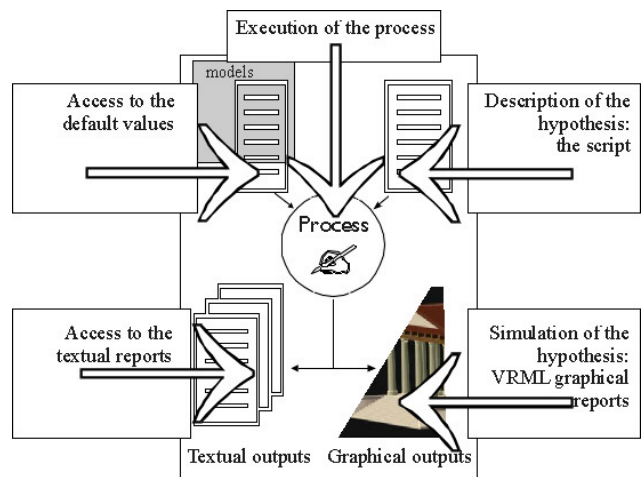 Execution of the process
models
Access to the
default values
Description of the
hypothesis:
the script
Process
Access to the
textual reports
Simulation of the
hypothesis:
VRML graphical
reports
Textual outputs
Graphical outputs